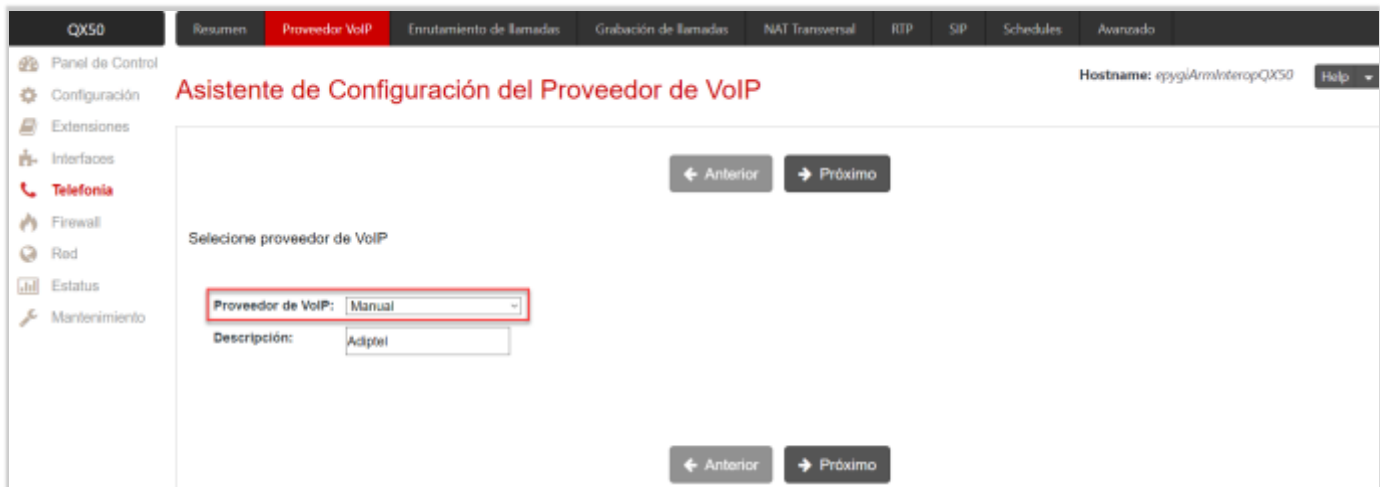 QX50
Resumen Proveedor VoIP Enrutamiento de llamadas Grabación de llamadas NAT Transversal RTP SIP Schedules Avanzado
Panel de Control
Configuración
Extensiones
Interfaces
Telefonia
Firewall
Red
Estatus
Mantenimiento
Hostname: epygiArmInteropQX50 Help
Asistente de Configuración del Proveedor de VoIP
Anterior Próximo
Selecione proveedor de VoIP
Proveedor de VoIP: Manual
Descripción: Adiptel
Anterior Próximo